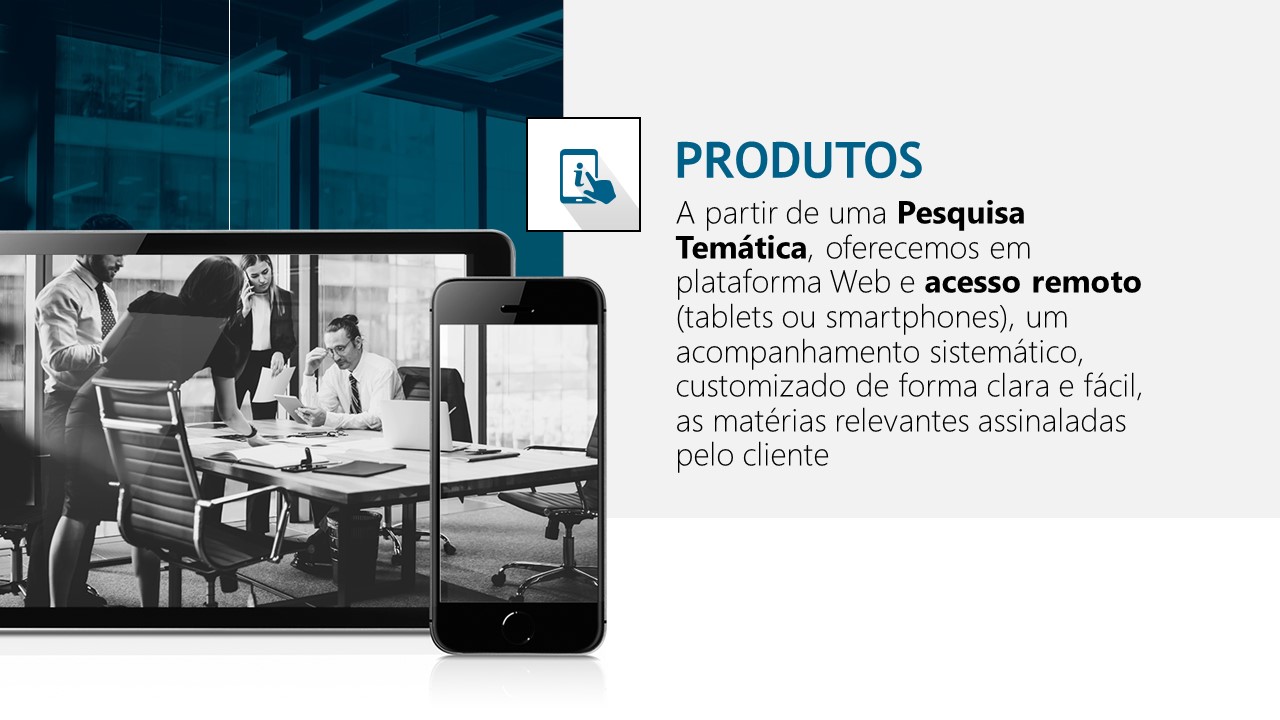 PRODUTOS
A partir de uma Pesquisa
Temática, oferecemos em
plataforma Web e acesso remoto
(tablets ou smartphones), um
acompanhamento sistemático,
customizado de forma clara e fácil,
as matérias relevantes assinaladas
pelo cliente